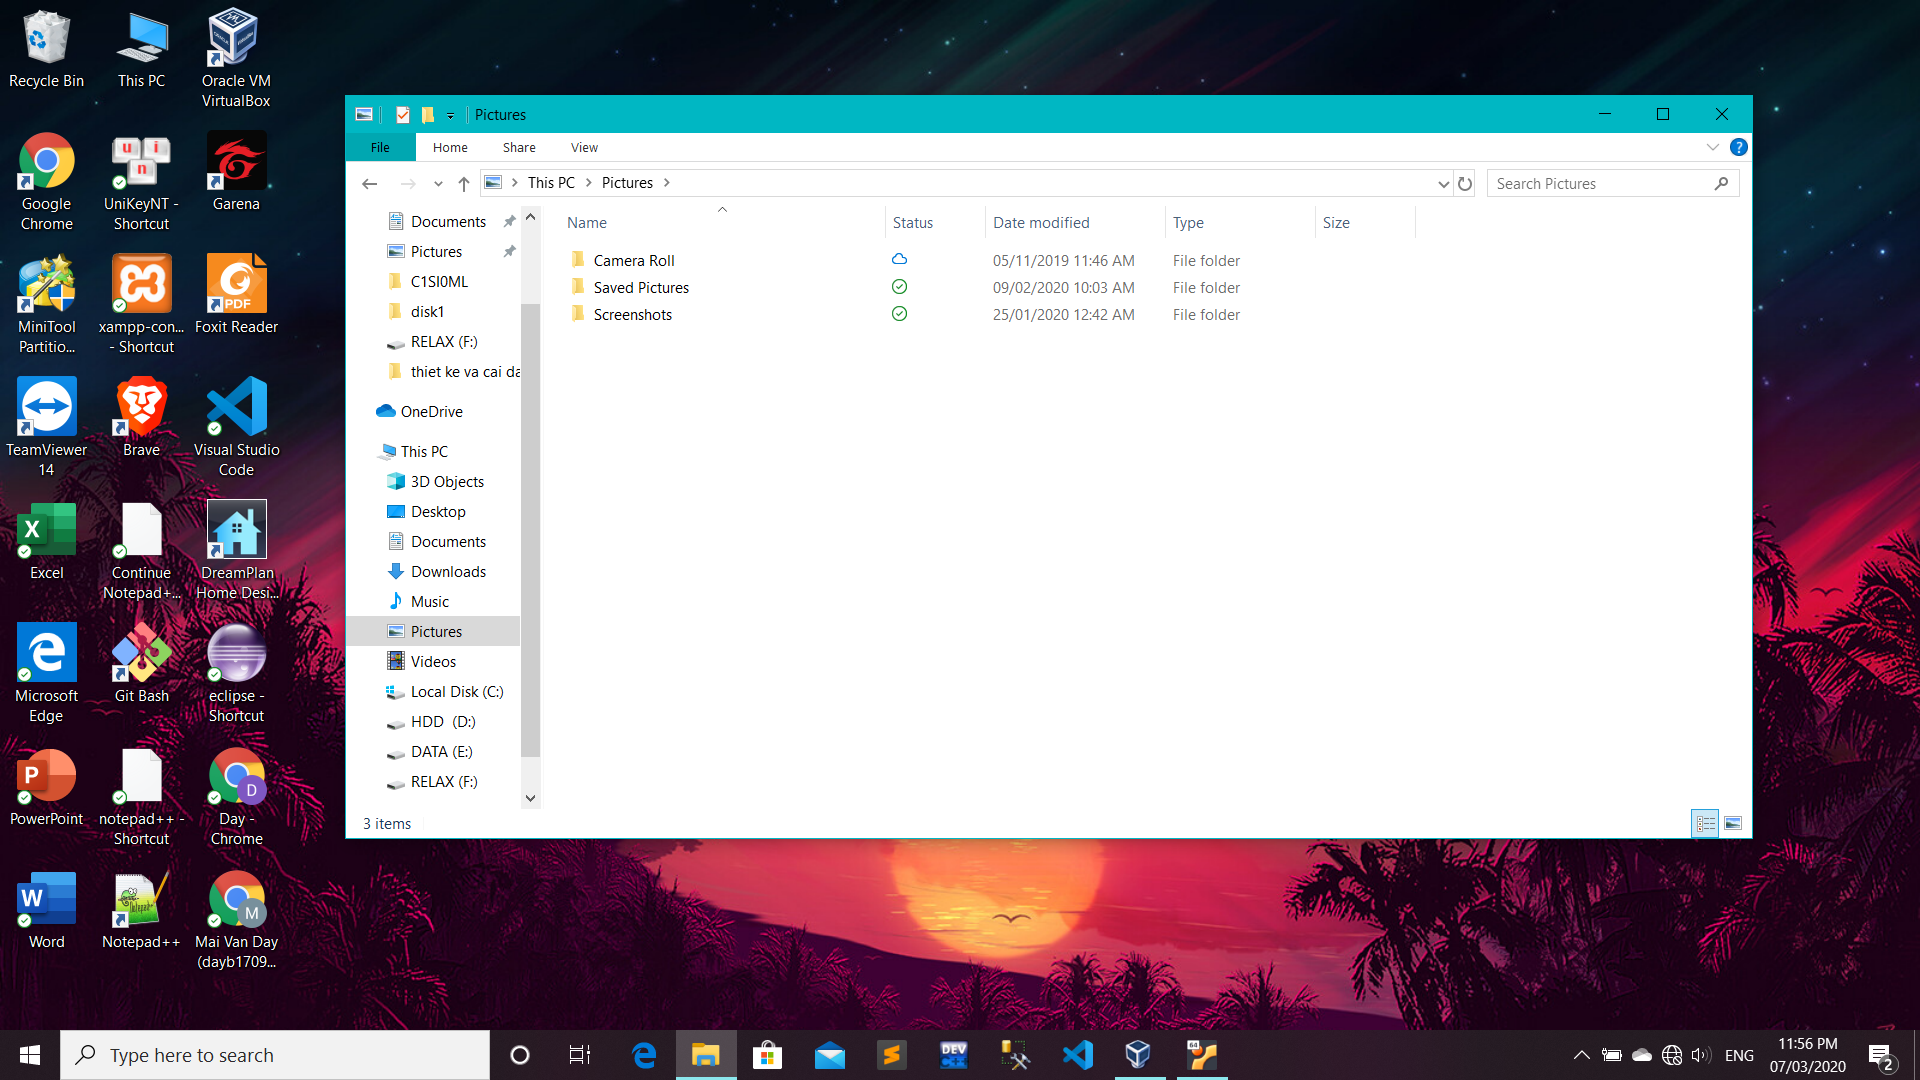 Recycle Bin
This PC
Oracle VM
VirtualBox
Google
Chrome
UniKeyNT -
Shortcut
Garena
MiniTool
Partitio...
xampp-con...
- Shortcut
PDF
Foxit Reader
TeamViewer
14
Brave
Visual Studio
Code
Excel
Continue
Notepad+...
DreamPlan
Home Desi...
Microsoft
Edge
Git Bash
eclipse -
Shortcut
PowerPoint
notepad++ -
Shortcut
D
Day -
Chrome
Word
Notepad++
M
Mai Van Day
(dayb1709...
Pictures
File
Home
Share
View
This PC
Pictures
Search Pictures
Documents
Pictures
C1SI0ML
disk1
RELAX (F:)
thiet ke va cai da
OneDrive
This PC
3D Objects
Desktop
Documents
Downloads
Music
Pictures
Videos
Local Disk (C:)
HDD (D:)
DATA (E:)
RELAX (F:)
Name Status Date modified Type Size
Camera Roll 05/11/2019 11:46 AM File folder
Saved Pictures 09/02/2020 10:03 AM File folder
Screenshots 25/01/2020 12:42 AM File folder
3 items
Type here to search
DEV
C++
64
ENG
11:56 PM
07/03/2020
2